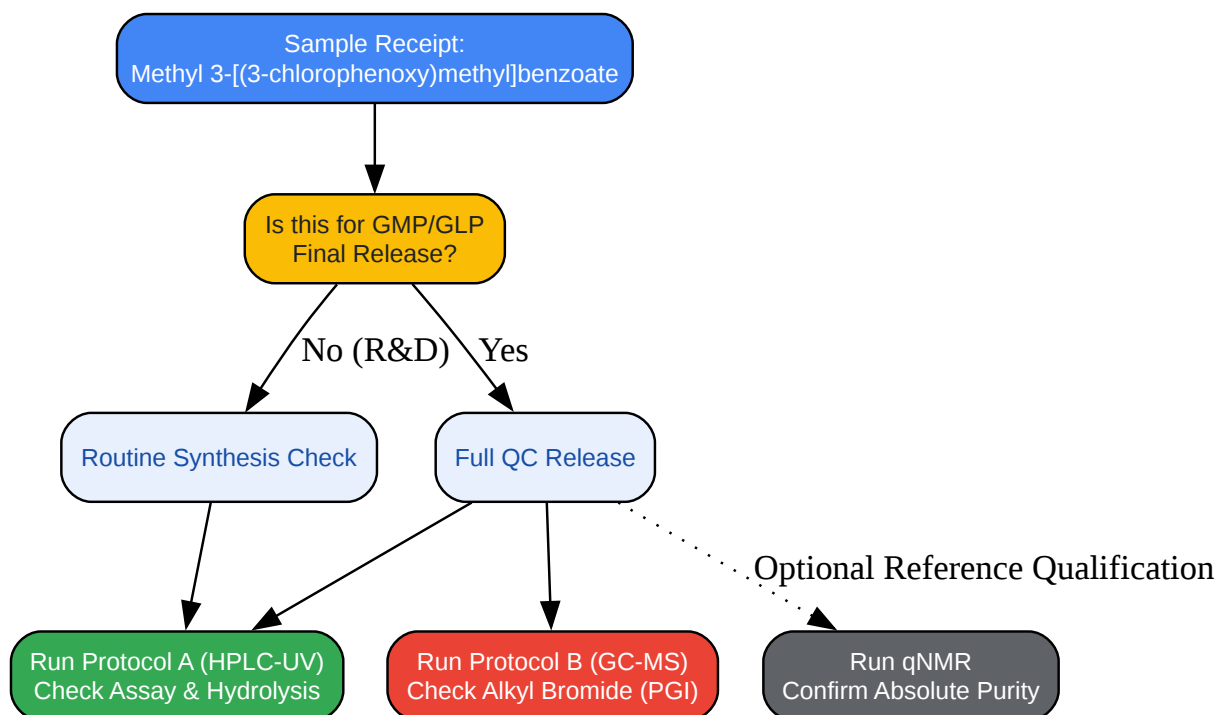 Sample Receipt:
Methyl 3-[(3-chlorophenoxy)methyl]benzoate
Is this for GMP/GLP
Final Release?
No (R&D)
Yes
Routine Synthesis Check
Full QC Release
Optional Reference Qualification
Run Protocol A (HPLC-UV)
Check Assay & Hydrolysis
Run Protocol B (GC-MS)
Check Alkyl Bromide (PGI)
Run qNMR
Confirm Absolute Purity